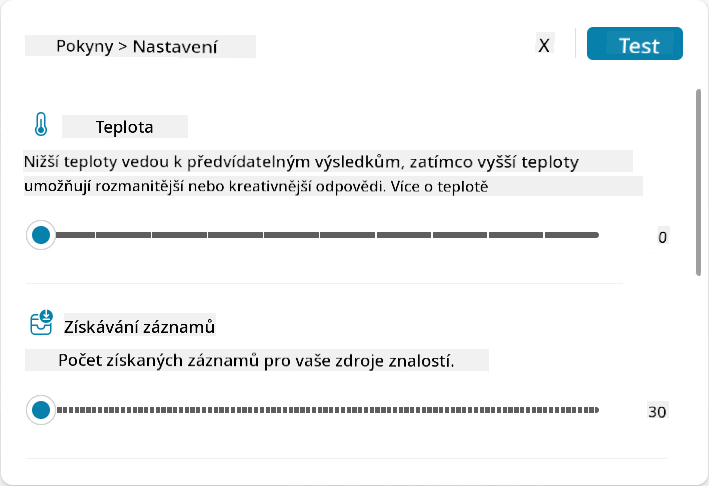 Pokyny > Nastavení
X
Test
Teplota
Nižší teploty vedou k předvídatelným výsledkům, zatímco vyšší teploty
umožňují rozmanitější nebo kreativnější odpovědi. Více o teplotě
0
Získávání záznamů
Počet získaných záznamů pro vaše zdroje znalostí.
30